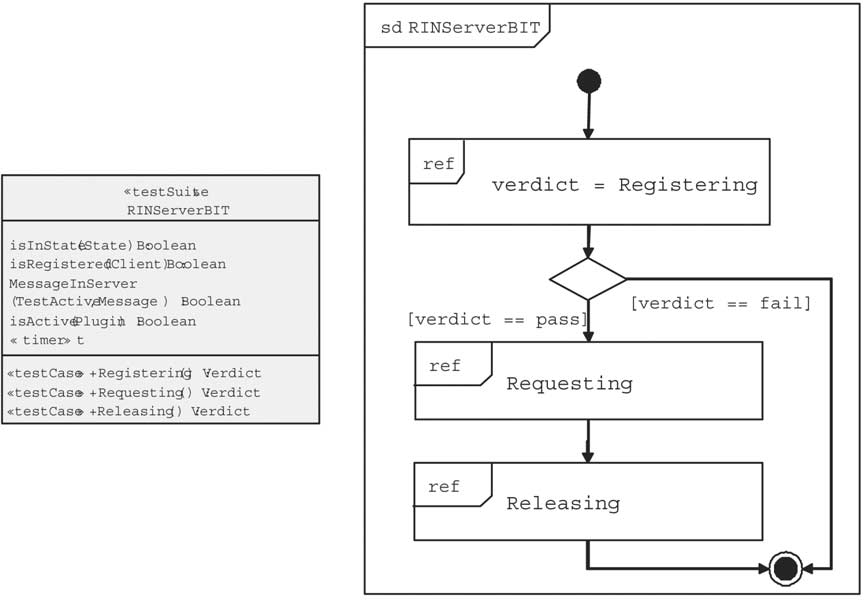 «testSuite»
RINServerBIT
isInState(State): Boolean
isRegistered(Client): Boolean
MessageInServer
(TestActive, Message) : Boolean
isActive(Plugin) : Boolean
«timer» t
«testCase» +Registering(): Verdict
«testCase» +Requesting(): Verdict
«testCase» +Releasing(): Verdict
sd RINServerBIT
ref
verdict = Registering
[verdict == fail]
[verdict == pass]
ref
Requesting
ref
Releasing